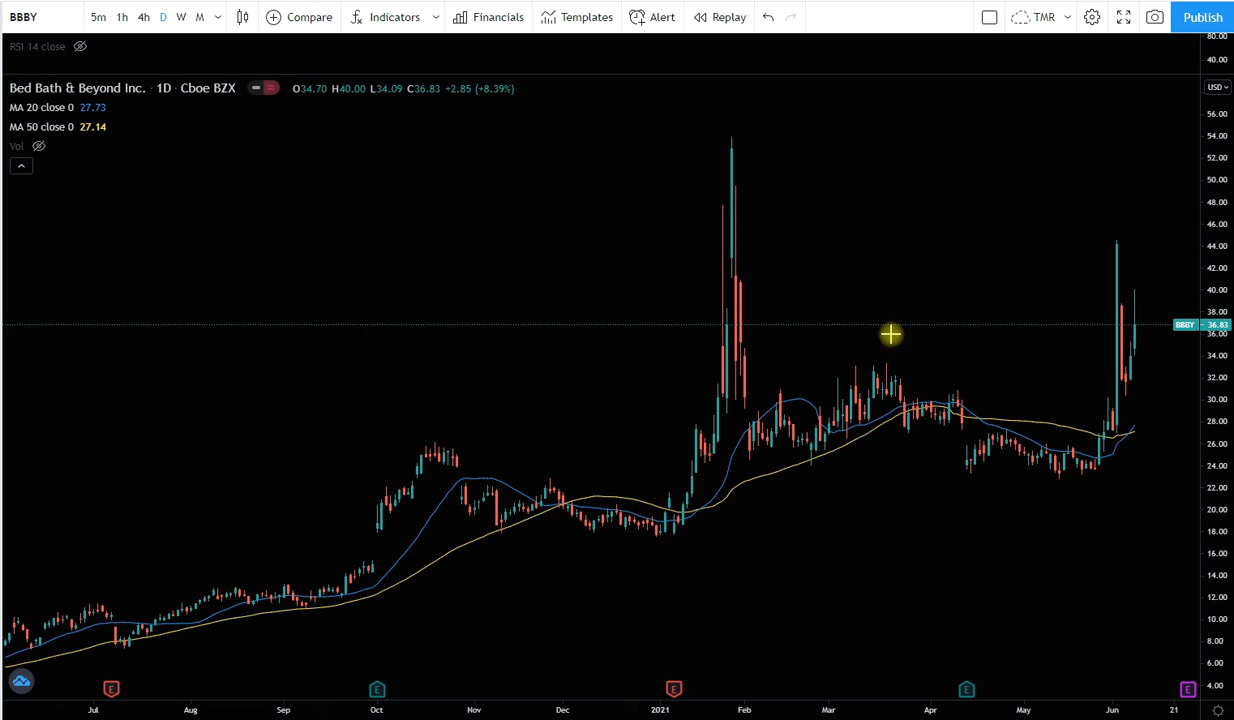 BBBY 5m 1h 4h D W M Compare Indicators Financials Templates Alert Replay TMR Publish
RSI 14 close
80.00
40.00
Bed Bath & Beyond Inc. · 1D · Cboe BZX O34.70 H40.00 L34.09 C36.83 +2.85 (+8.39%)
USD
MA 20 close 0 27.73
MA 50 close 0 27.14
Vol
56.00
54.00
52.00
50.00
48.00
46.00
44.00
42.00
40.00
38.00
BBBY 36.83
36.00
34.00
32.00
30.00
28.00
26.00
24.00
22.00
20.00
18.00
16.00
14.00
12.00
10.00
8.00
6.00
4.00
E E E E E
Jul Aug Sep Oct Nov Dec 2021 Feb Mar Apr May Jun 21